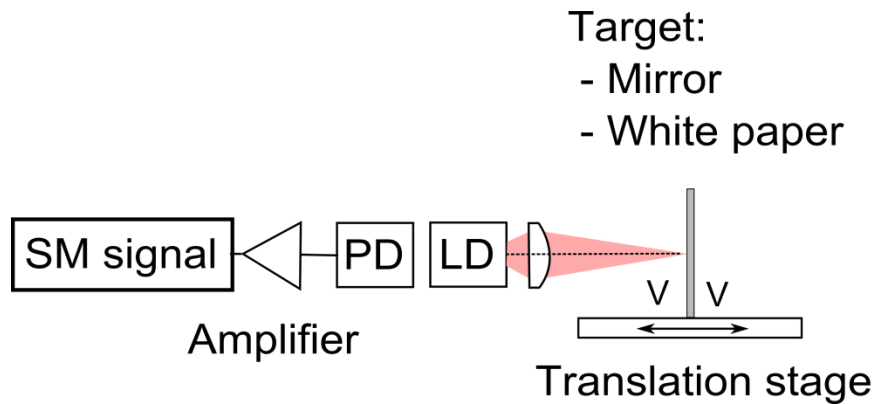 Target:
- Mirror
- White paper
SM signal
PD
LD
V
V
Amplifier
Translation stage